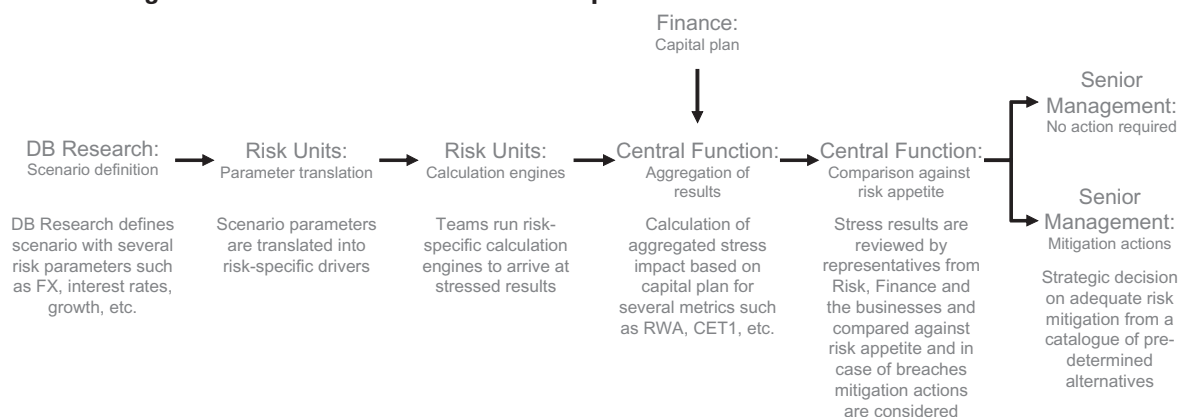 Finance:
Capital plan
Senior
Management:
No action required
DB Research:
Scenario definition
Risk Units:
Parameter translation
Risk Units:
Calculation engines
Central Function:
Aggregation of
results
Central Function:
Comparison against
risk appetite
Senior
Management:
Mitigation actions
DB Research defines
scenario with several
risk parameters such
as FX, interest rates,
growth, etc.
Scenario parameters
are translated into
risk-specific drivers
Teams run risk-
specific calculation
engines to arrive at
stressed results
Calculation of
aggregated stress
impact based on
capital plan for
several metrics such
as RWA, CET1, etc.
Stress results are
reviewed by
representatives from
Risk, Finance and
the businesses and
compared against
risk appetite and in
case of breaches
mitigation actions
are considered
Strategic decision
on adequate risk
mitigation from a
catalogue of pre-
determined
alternatives